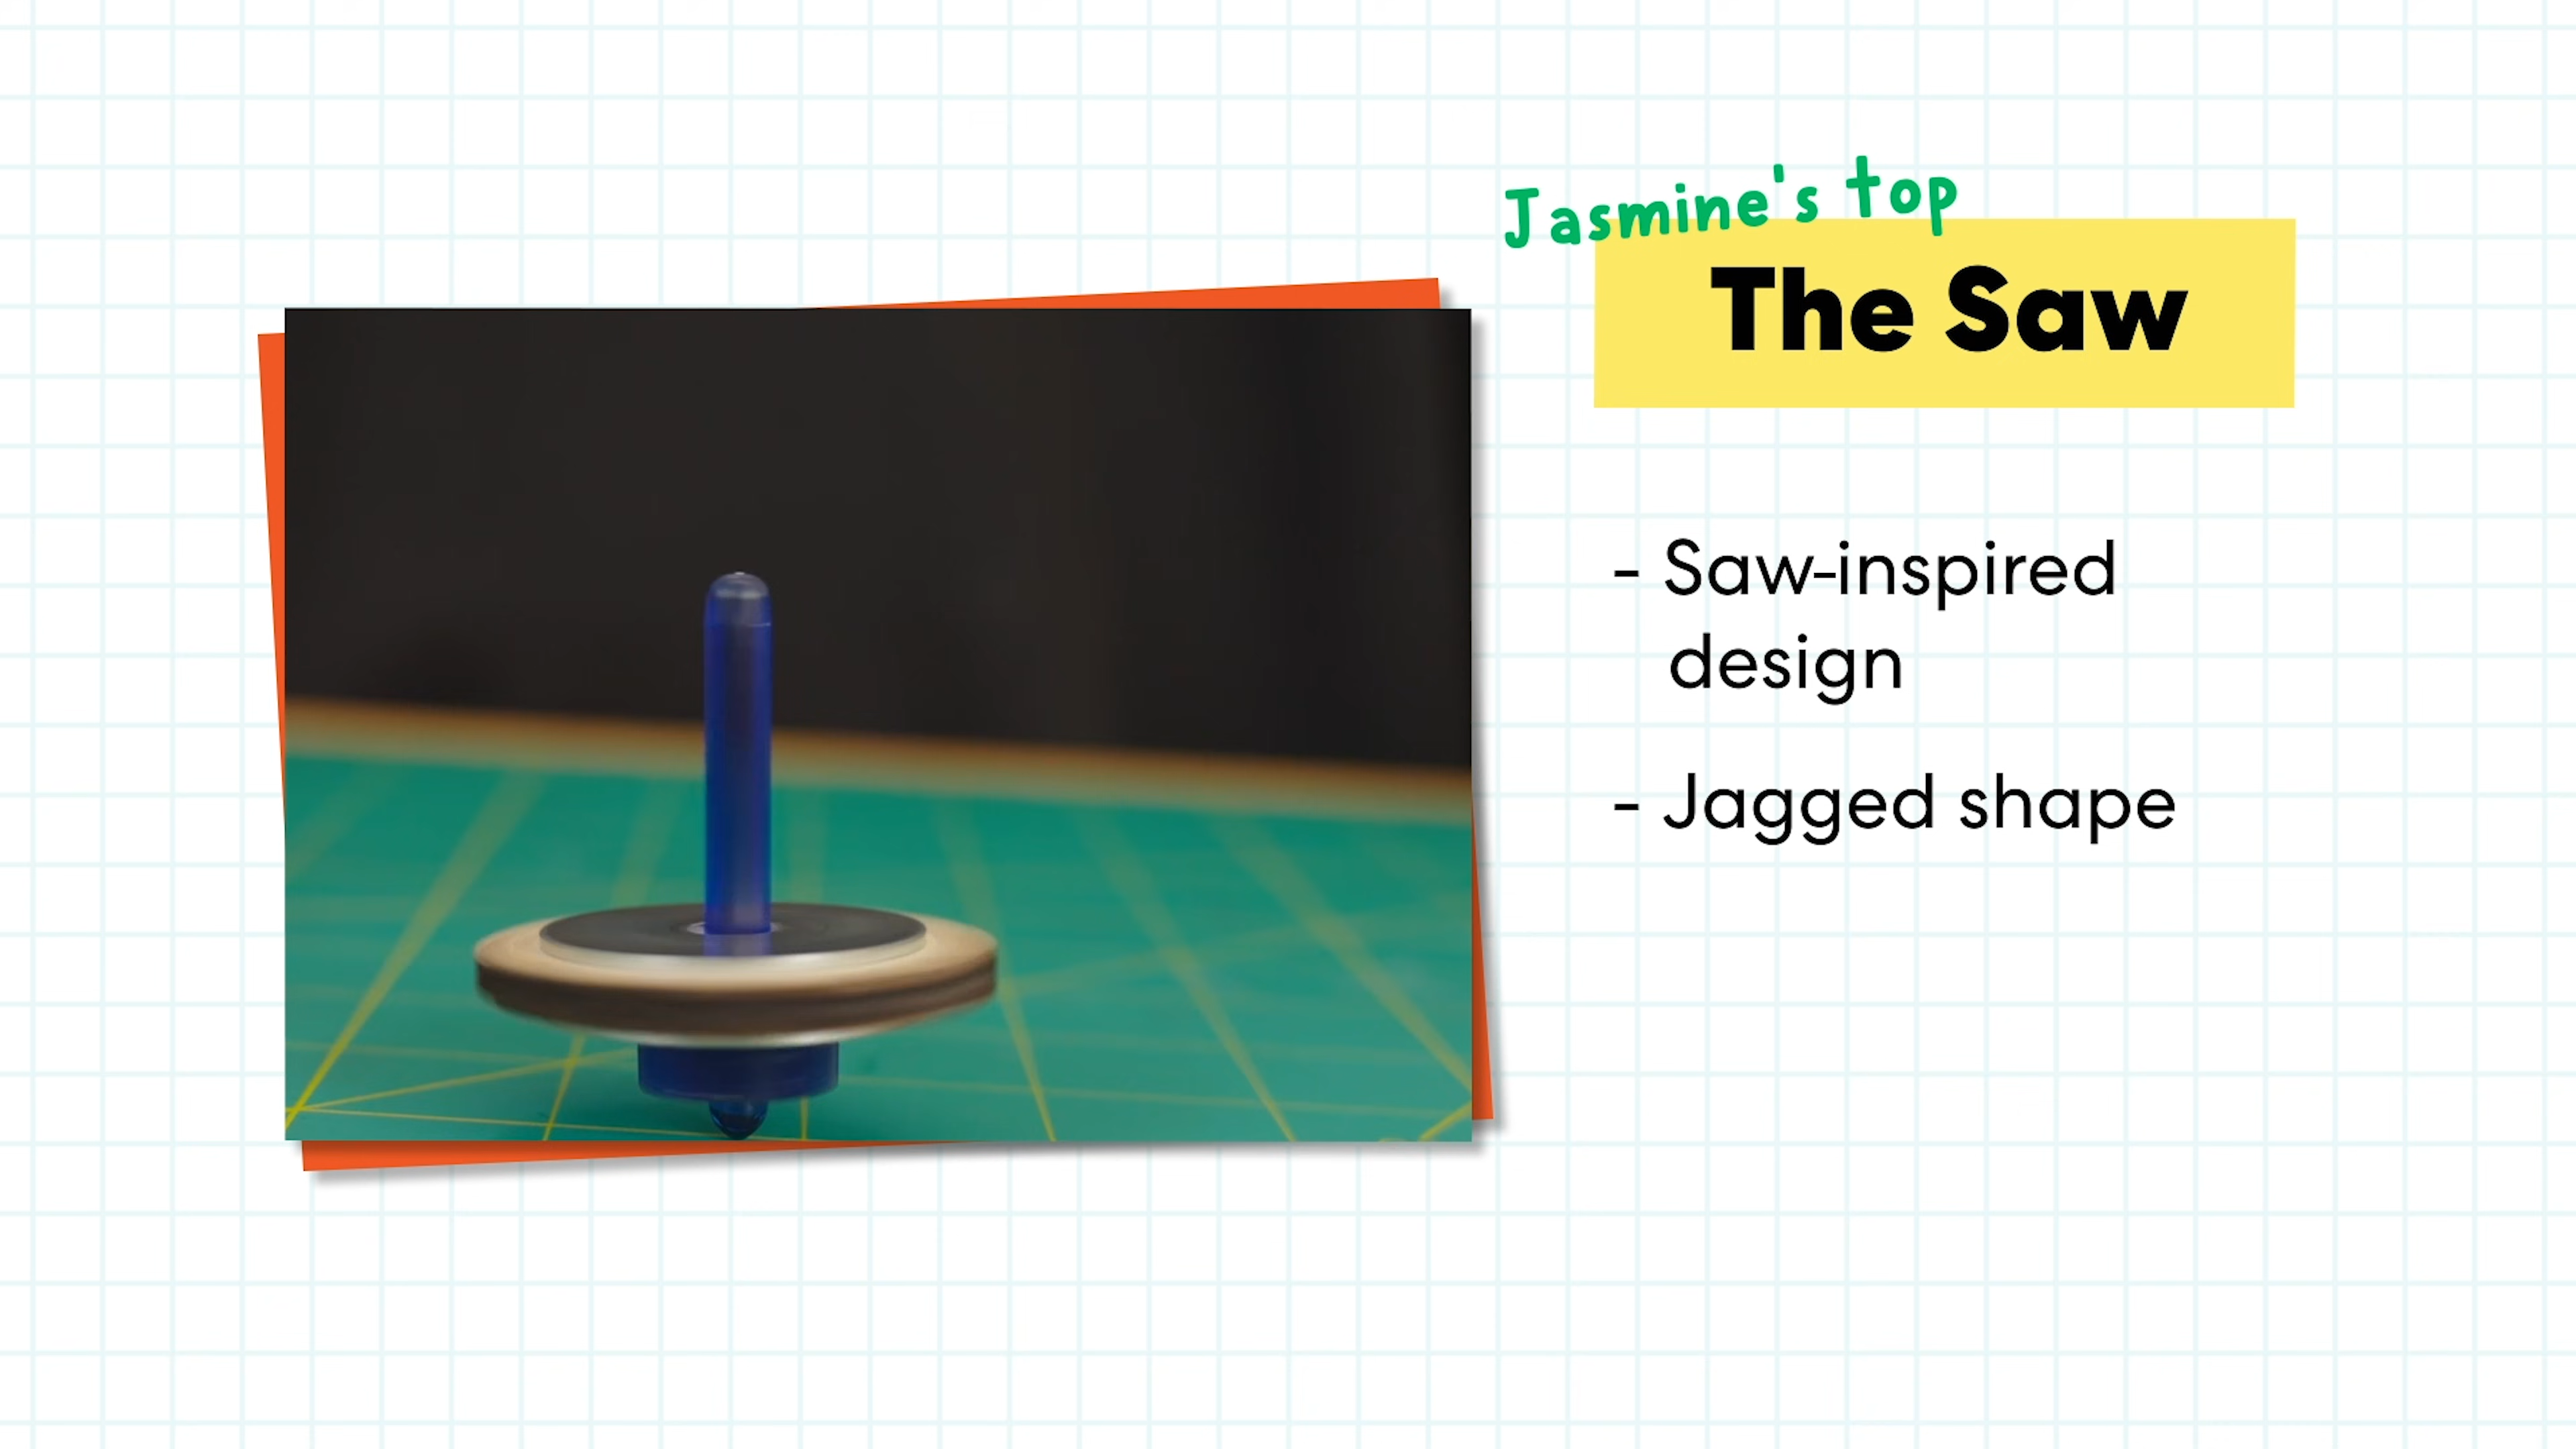 Jasmine's top
The Saw
- Saw-inspired
design
- Jagged shape